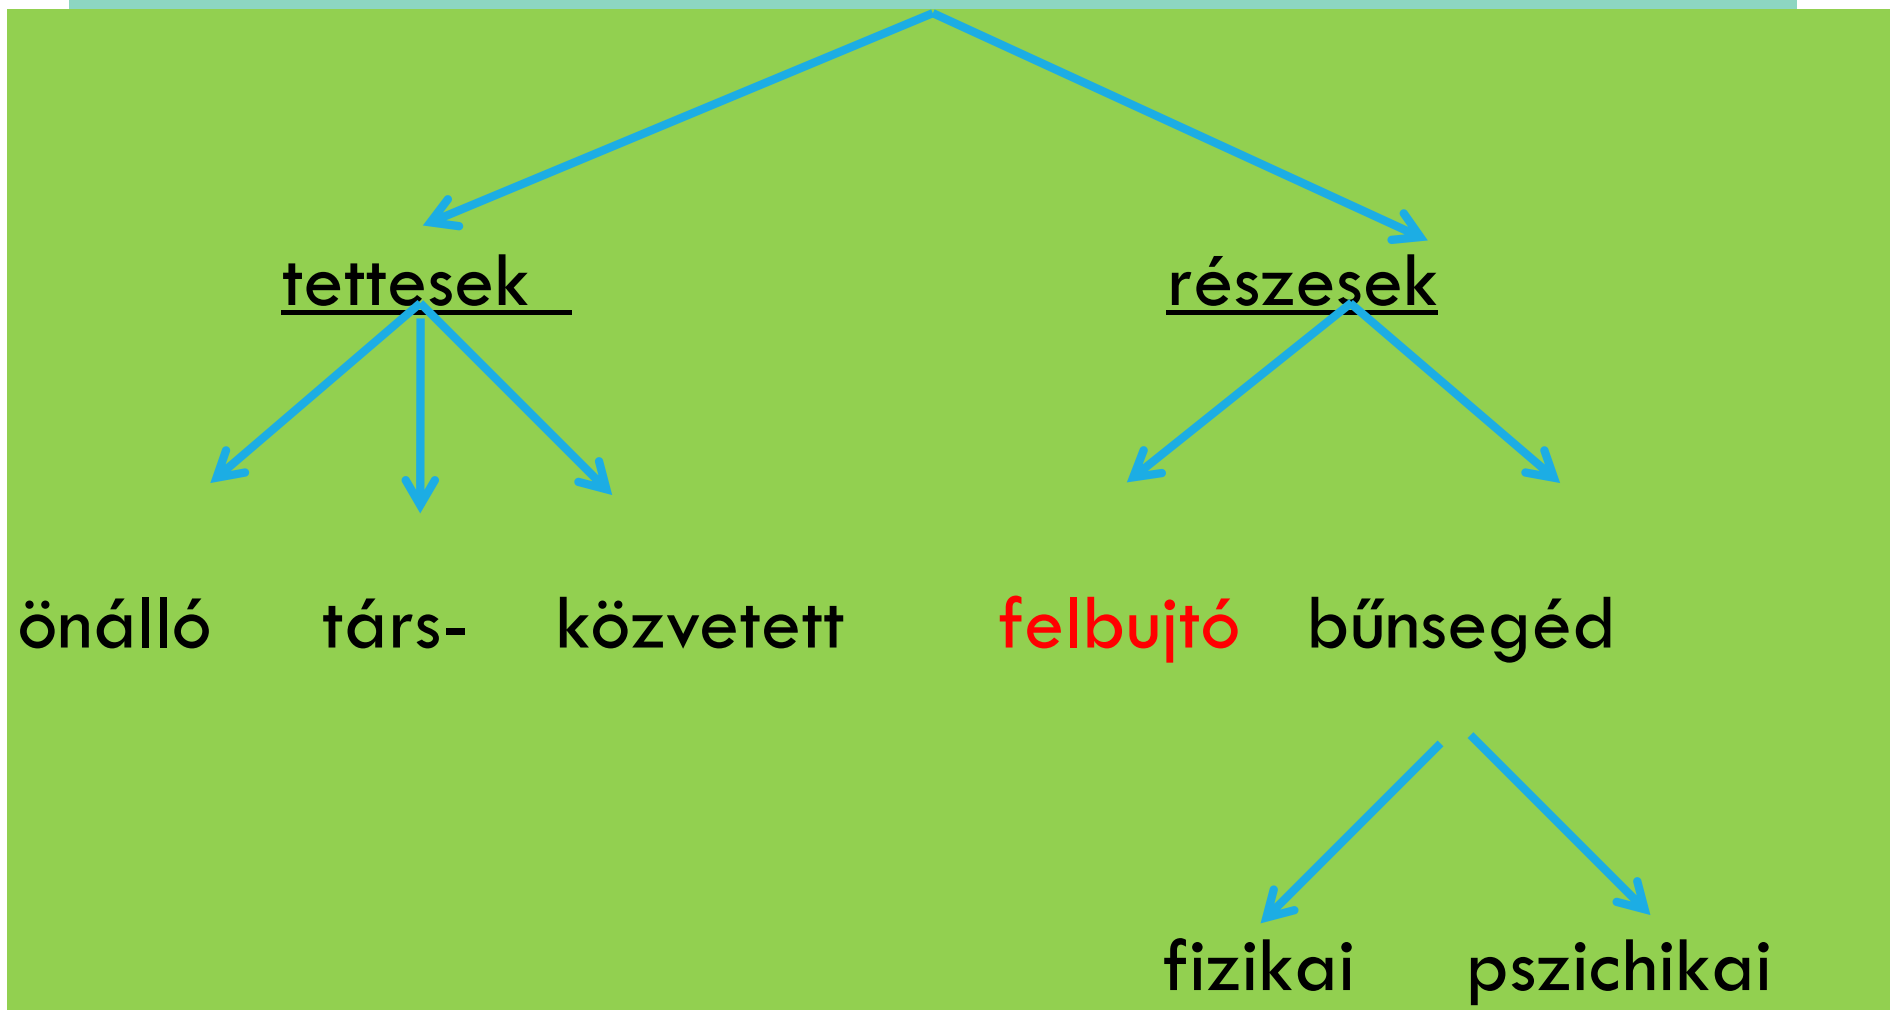 tettesek részesek
önálló társ- közvetett felbujtó bűnsegéd
fizikai pszichikai